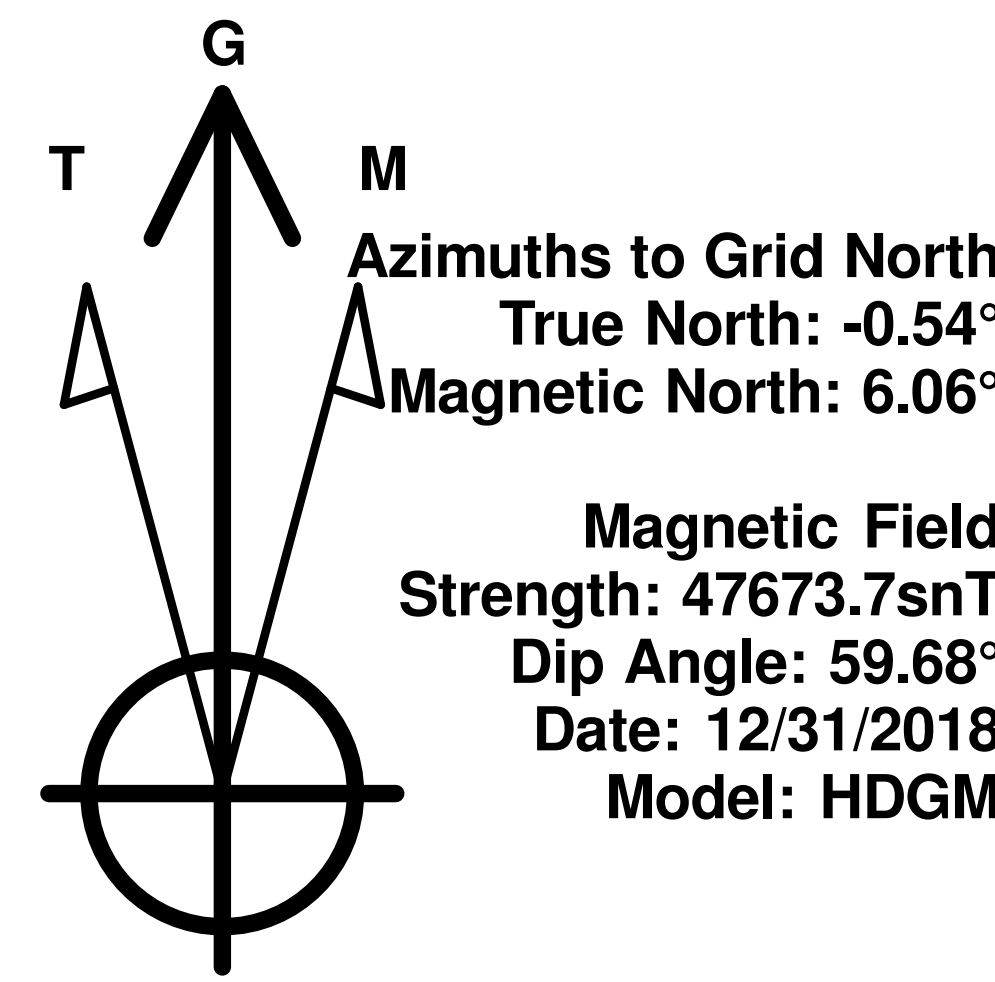 G
T M
Azimuths to Grid North
True North: -0.54°
Magnetic North: 6.06°
Magnetic Field
Strength: 47673.7snT
Dip Angle: 59.68°
Date: 12/31/2018
Model: HDGM